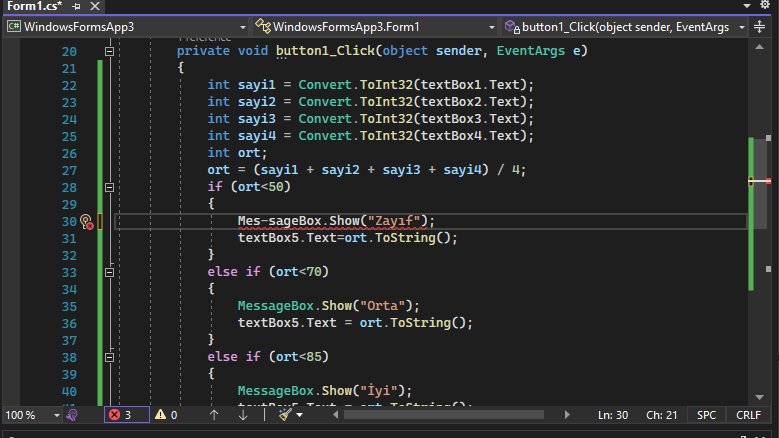 Form1.cs*
WindowsFormsApp3 WindowsFormsApp3.Form1 button1_Click(object sender, EventArgs
20 private void button1_Click(object sender, EventArgs e)
21 {
22 int sayi1 = Convert.ToInt32(textBox1.Text);
23 int sayi2 = Convert.ToInt32(textBox2.Text);
24 int sayi3 = Convert.ToInt32(textBox3.Text);
25 int sayi4 = Convert.ToInt32(textBox4.Text);
26 int ort;
27 ort = (sayi1 + sayi2 + sayi3 + sayi4) / 4;
28 if (ort<50)
29 {
30 Mes-sageBox.Show("Zayıf");
31 textBox5.Text=ort.ToString();
32 }
33 else if (ort<70)
34 {
35 MessageBox.Show("Orta");
36 textBox5.Text = ort.ToString();
37 }
38 else if (ort<85)
39 {
40 MessageBox.Show("İyi");
100 % 3 0 Ln: 30 Ch: 21 SPC CRLF